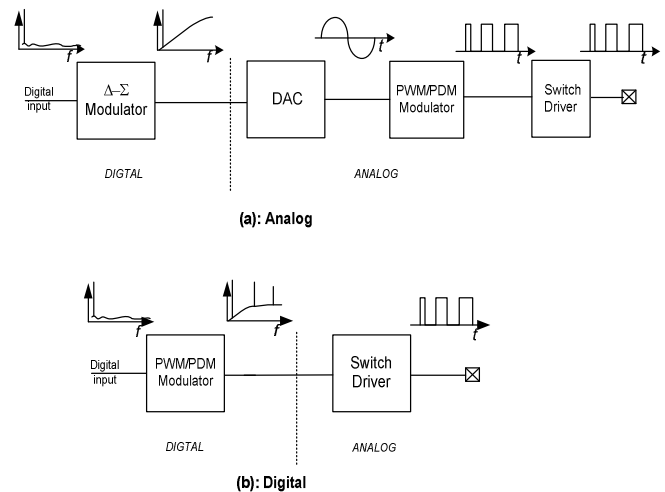 f
f
t
t
t
Digital
input
Δ–Σ
Modulator
DAC
PWM/PDM
Modulator
Switch
Driver
DIGTAL
ANALOG
(a): Analog
f
f
t
Digital
input
PWM/PDM
Modulator
Switch
Driver
DIGTAL
ANALOG
(b): Digital